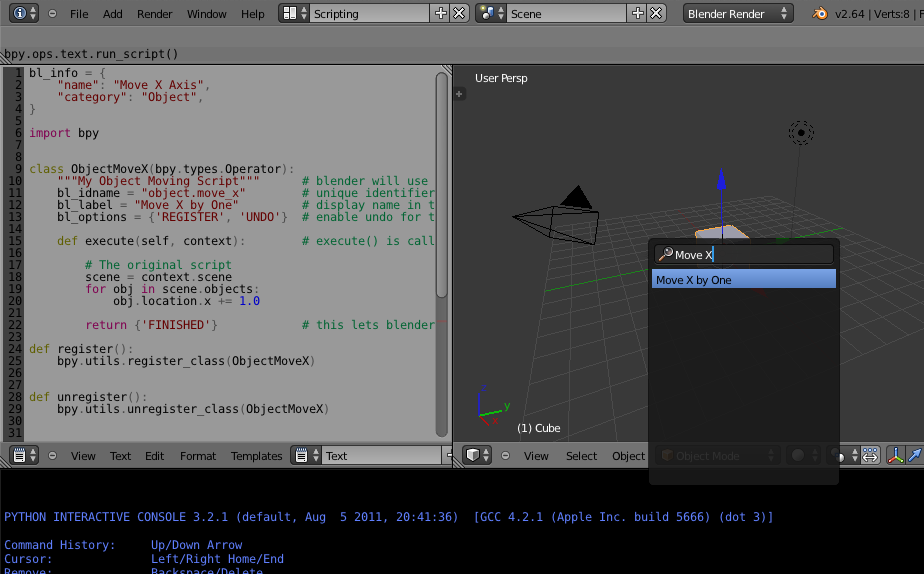 File Add Render Window Help Scripting Scene Blender Render v2.64 | Verts:8 | F
bpy.ops.text.run_script()
1 bl_info = {
2 "name": "Move X Axis",
3 "category": "Object",
4 }
5
6 import bpy
7
8
9 class ObjectMoveX(bpy.types.Operator):
10 """My Object Moving Script""" # blender will use
11 bl_idname = "object.move_x" # unique identifier
12 bl_label = "Move X by One" # display name in t
13 bl_options = {'REGISTER', 'UNDO'} # enable undo for t
14
15 def execute(self, context): # execute() is call
16
17 # The original script
18 scene = context.scene
19 for obj in scene.objects:
20 obj.location.x += 1.0
21
22 return {'FINISHED'} # this lets blender
23
24 def register():
25 bpy.utils.register_class(ObjectMoveX)
26
27
28 def unregister():
29 bpy.utils.unregister_class(ObjectMoveX)
30
31
User Persp
Move X
Move X by One
z
y
x
(1) Cube
View Text Edit Format Templates Text
View Select Object Object Mode
PYTHON INTERACTIVE CONSOLE 3.2.1 (default, Aug 5 2011, 20:41:36) [GCC 4.2.1 (Apple Inc. build 5666) (dot 3)]
Command History: Up/Down Arrow
Cursor: Left/Right Home/End
Remove: Backspace/Delete